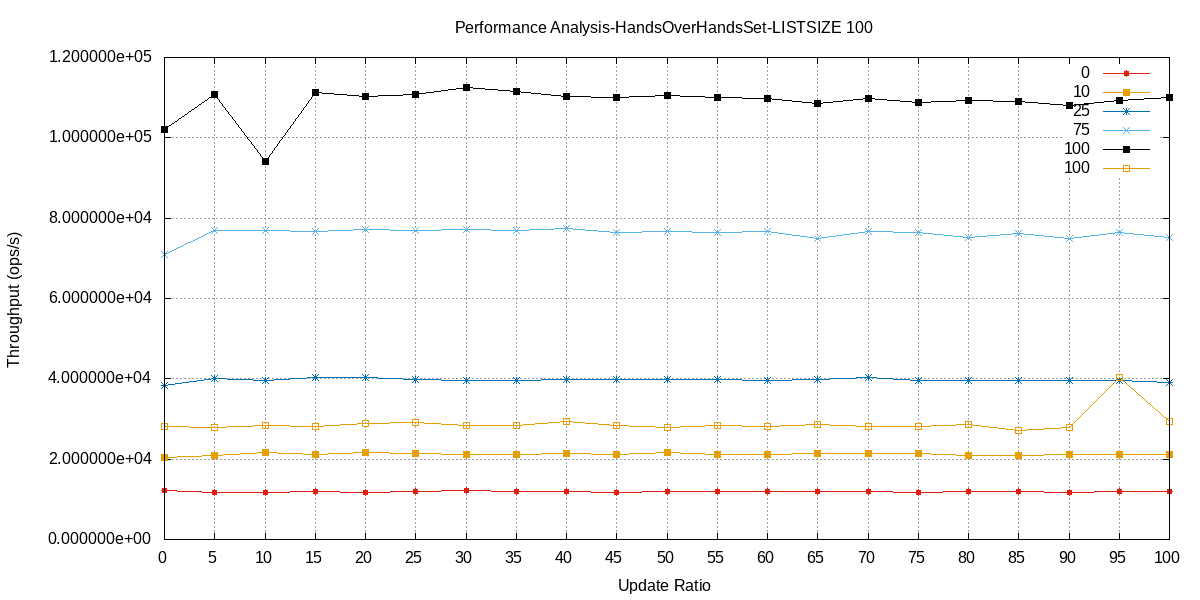 Performance Analysis-HandsOverHandsSet-LISTSIZE 100
1.200000e+05
1.000000e+05
8.000000e+04
6.000000e+04
4.000000e+04
2.000000e+04
0.000000e+00
Throughput (ops/s)
0
10
25
75
100
100
0 5 10 15 20 25 30 35 40 45 50 55 60 65 70 75 80 85 90 95 100
Update Ratio